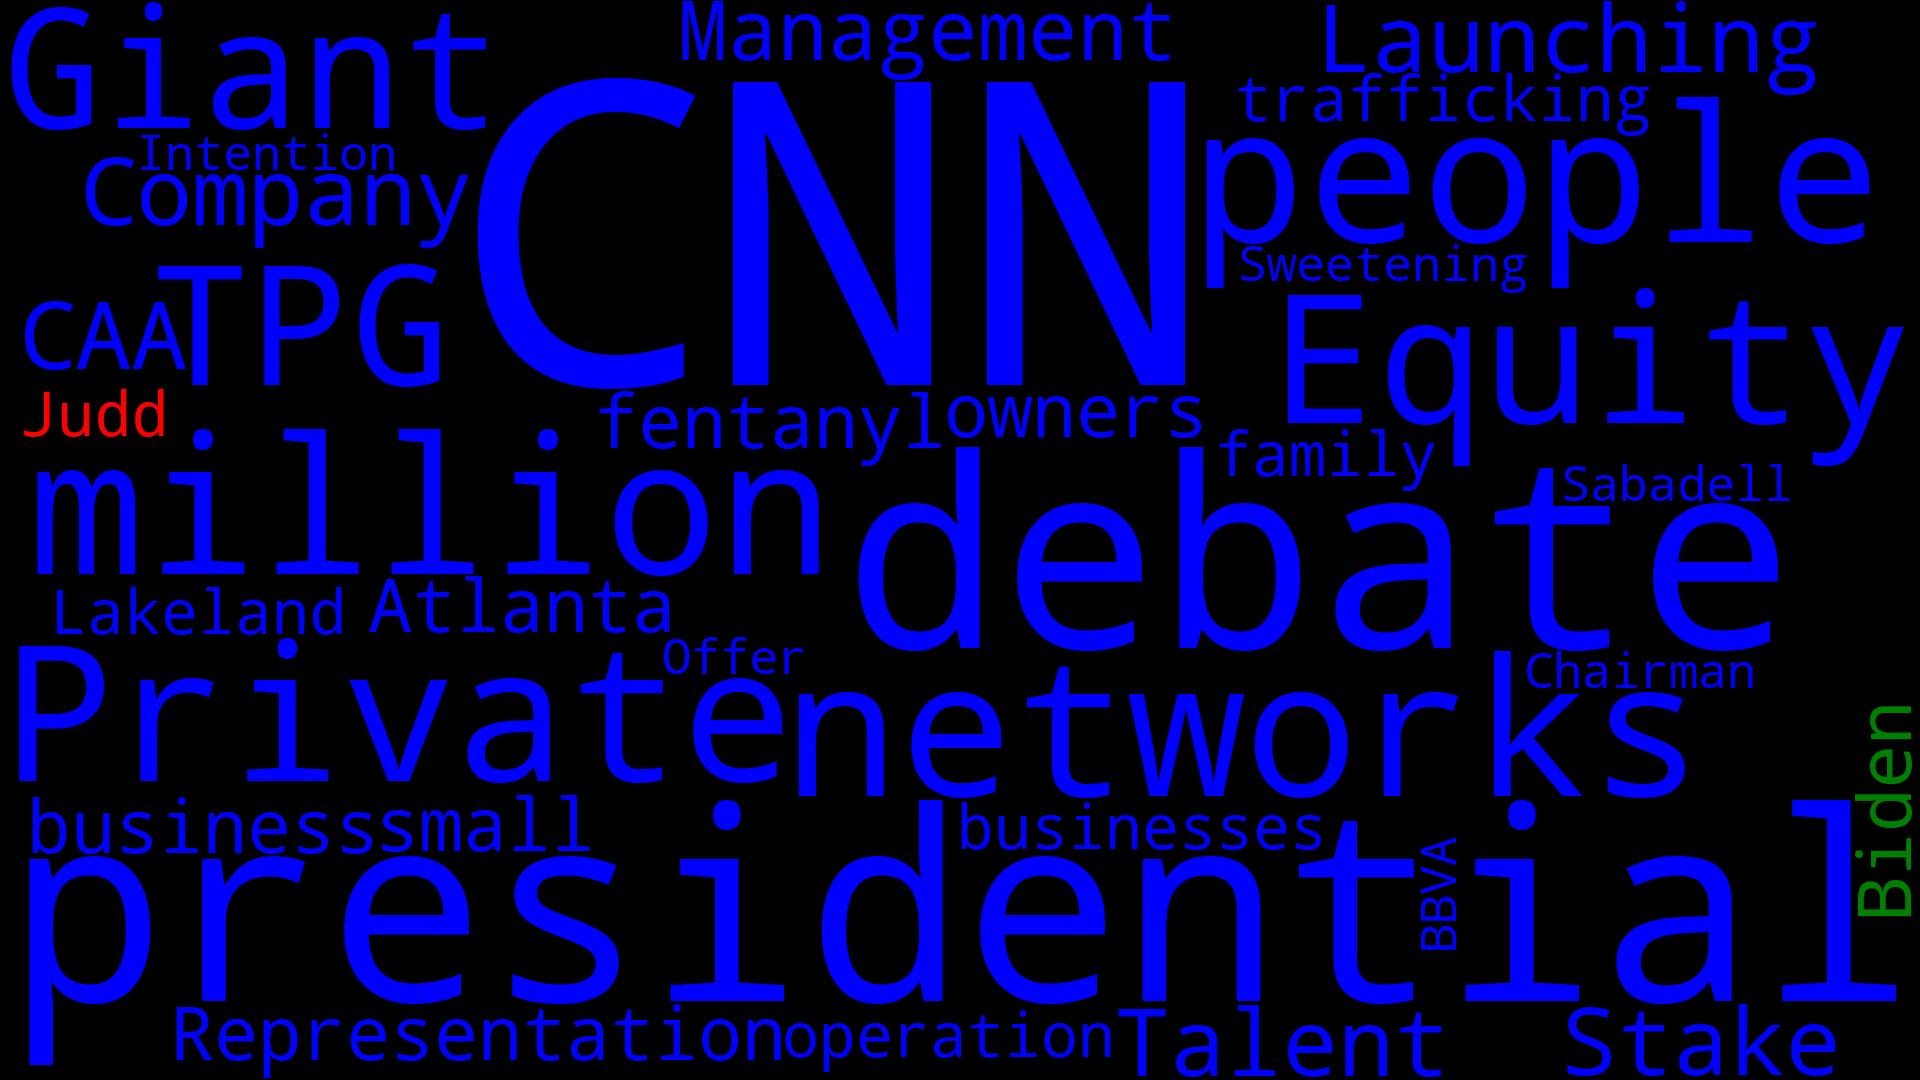 Giant
Management
Launching
CNN
trafficking
people
Intention
Company
Sweetening
TPG
CAA
Equity
Judd
fentanyl
owners
family
million
debate
Sabadell
Lakeland
Atlanta
Offer
Private
networks
Chairman
Biden
business
small
businesses
presidential
BBVA
Representation
operation
Talent
Stake